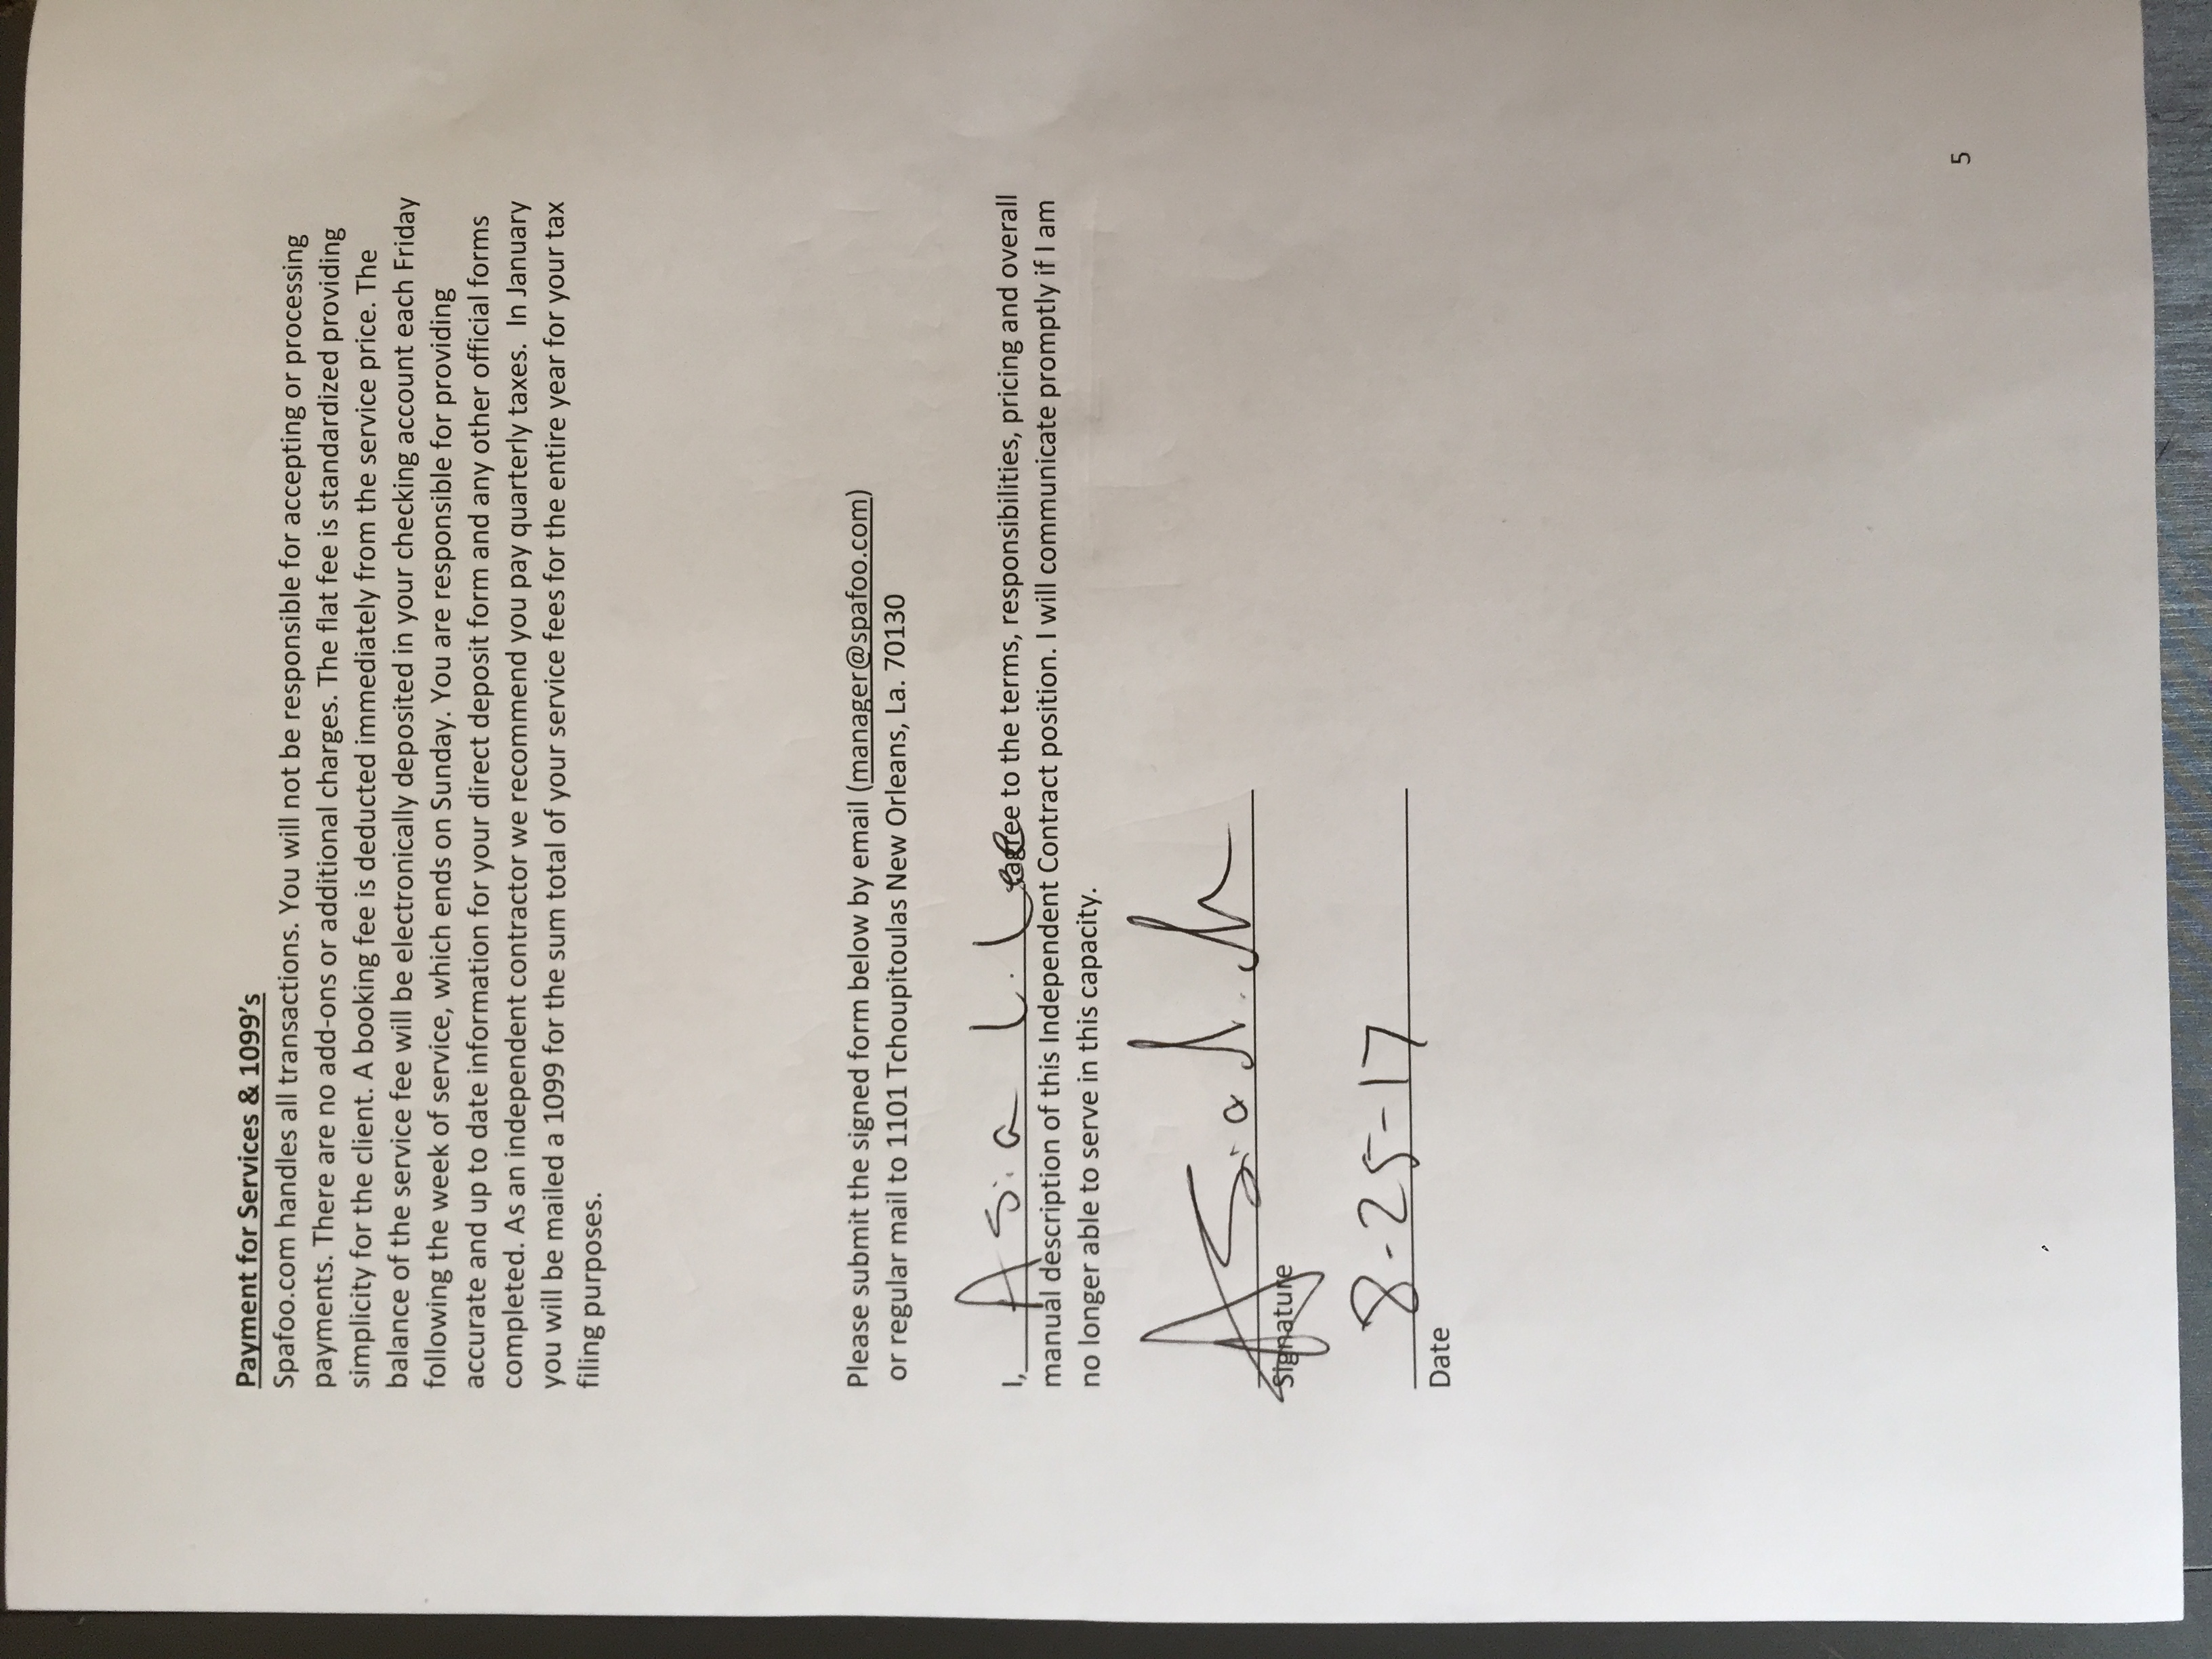 Payment for Services & 1099's
Spafoo.com handles all transactions. You will not be responsible for accepting or processing
payments. There are no add-ons or additional charges. The flat fee is standardized providing
simplicity for the client. A booking fee is deducted immediately from the service price. The
balance of the service fee will be electronically deposited in your checking account each Friday
following the week of service, which ends on Sunday. You are responsible for providing
accurate and up to date information for your direct deposit form and any other official forms
completed. As an independent contractor we recommend you pay quarterly taxes.  In January
you will be mailed a 1099 for the sum total of your service fees for the entire year for your tax
filing purposes.
Please submit the signed form below by email (manager@spafoo.com)
or regular mail to 1101 Tchoupitoulas New Orleans, La. 70130
I, Asia L. agree to the terms, responsibilities, pricing and overall
manual description of this Independent Contract position. I will communicate promptly if I am
no longer able to serve in this capacity.
Asia L.
Signature
8-25-17
Date
5